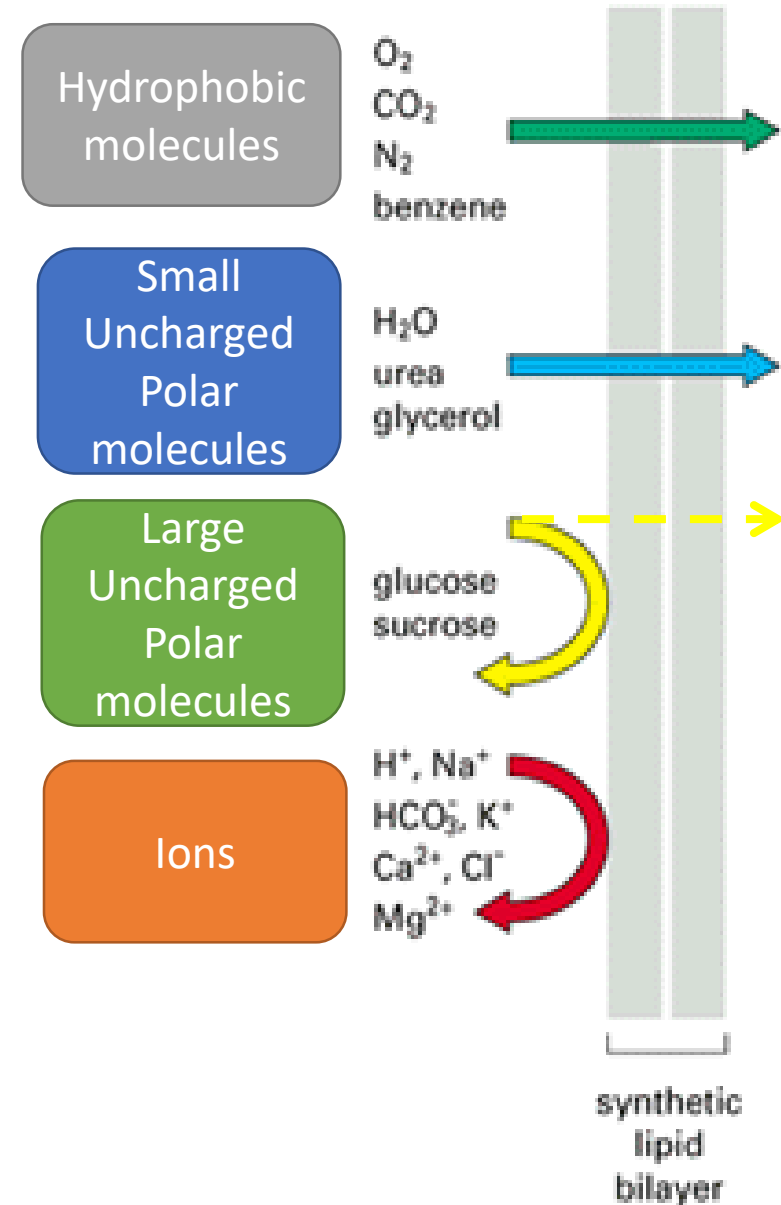 Hydrophobic
molecules
O₂
CO₂
N₂
benzene
Small
Uncharged
Polar
molecules
H₂O
urea
glycerol
Large
Uncharged
Polar
molecules
glucose
sucrose
Ions
H⁺, Na⁺
HCO₃⁻, K⁺
Ca²⁺, Cl⁻
Mg²⁺
synthetic
lipid
bilayer